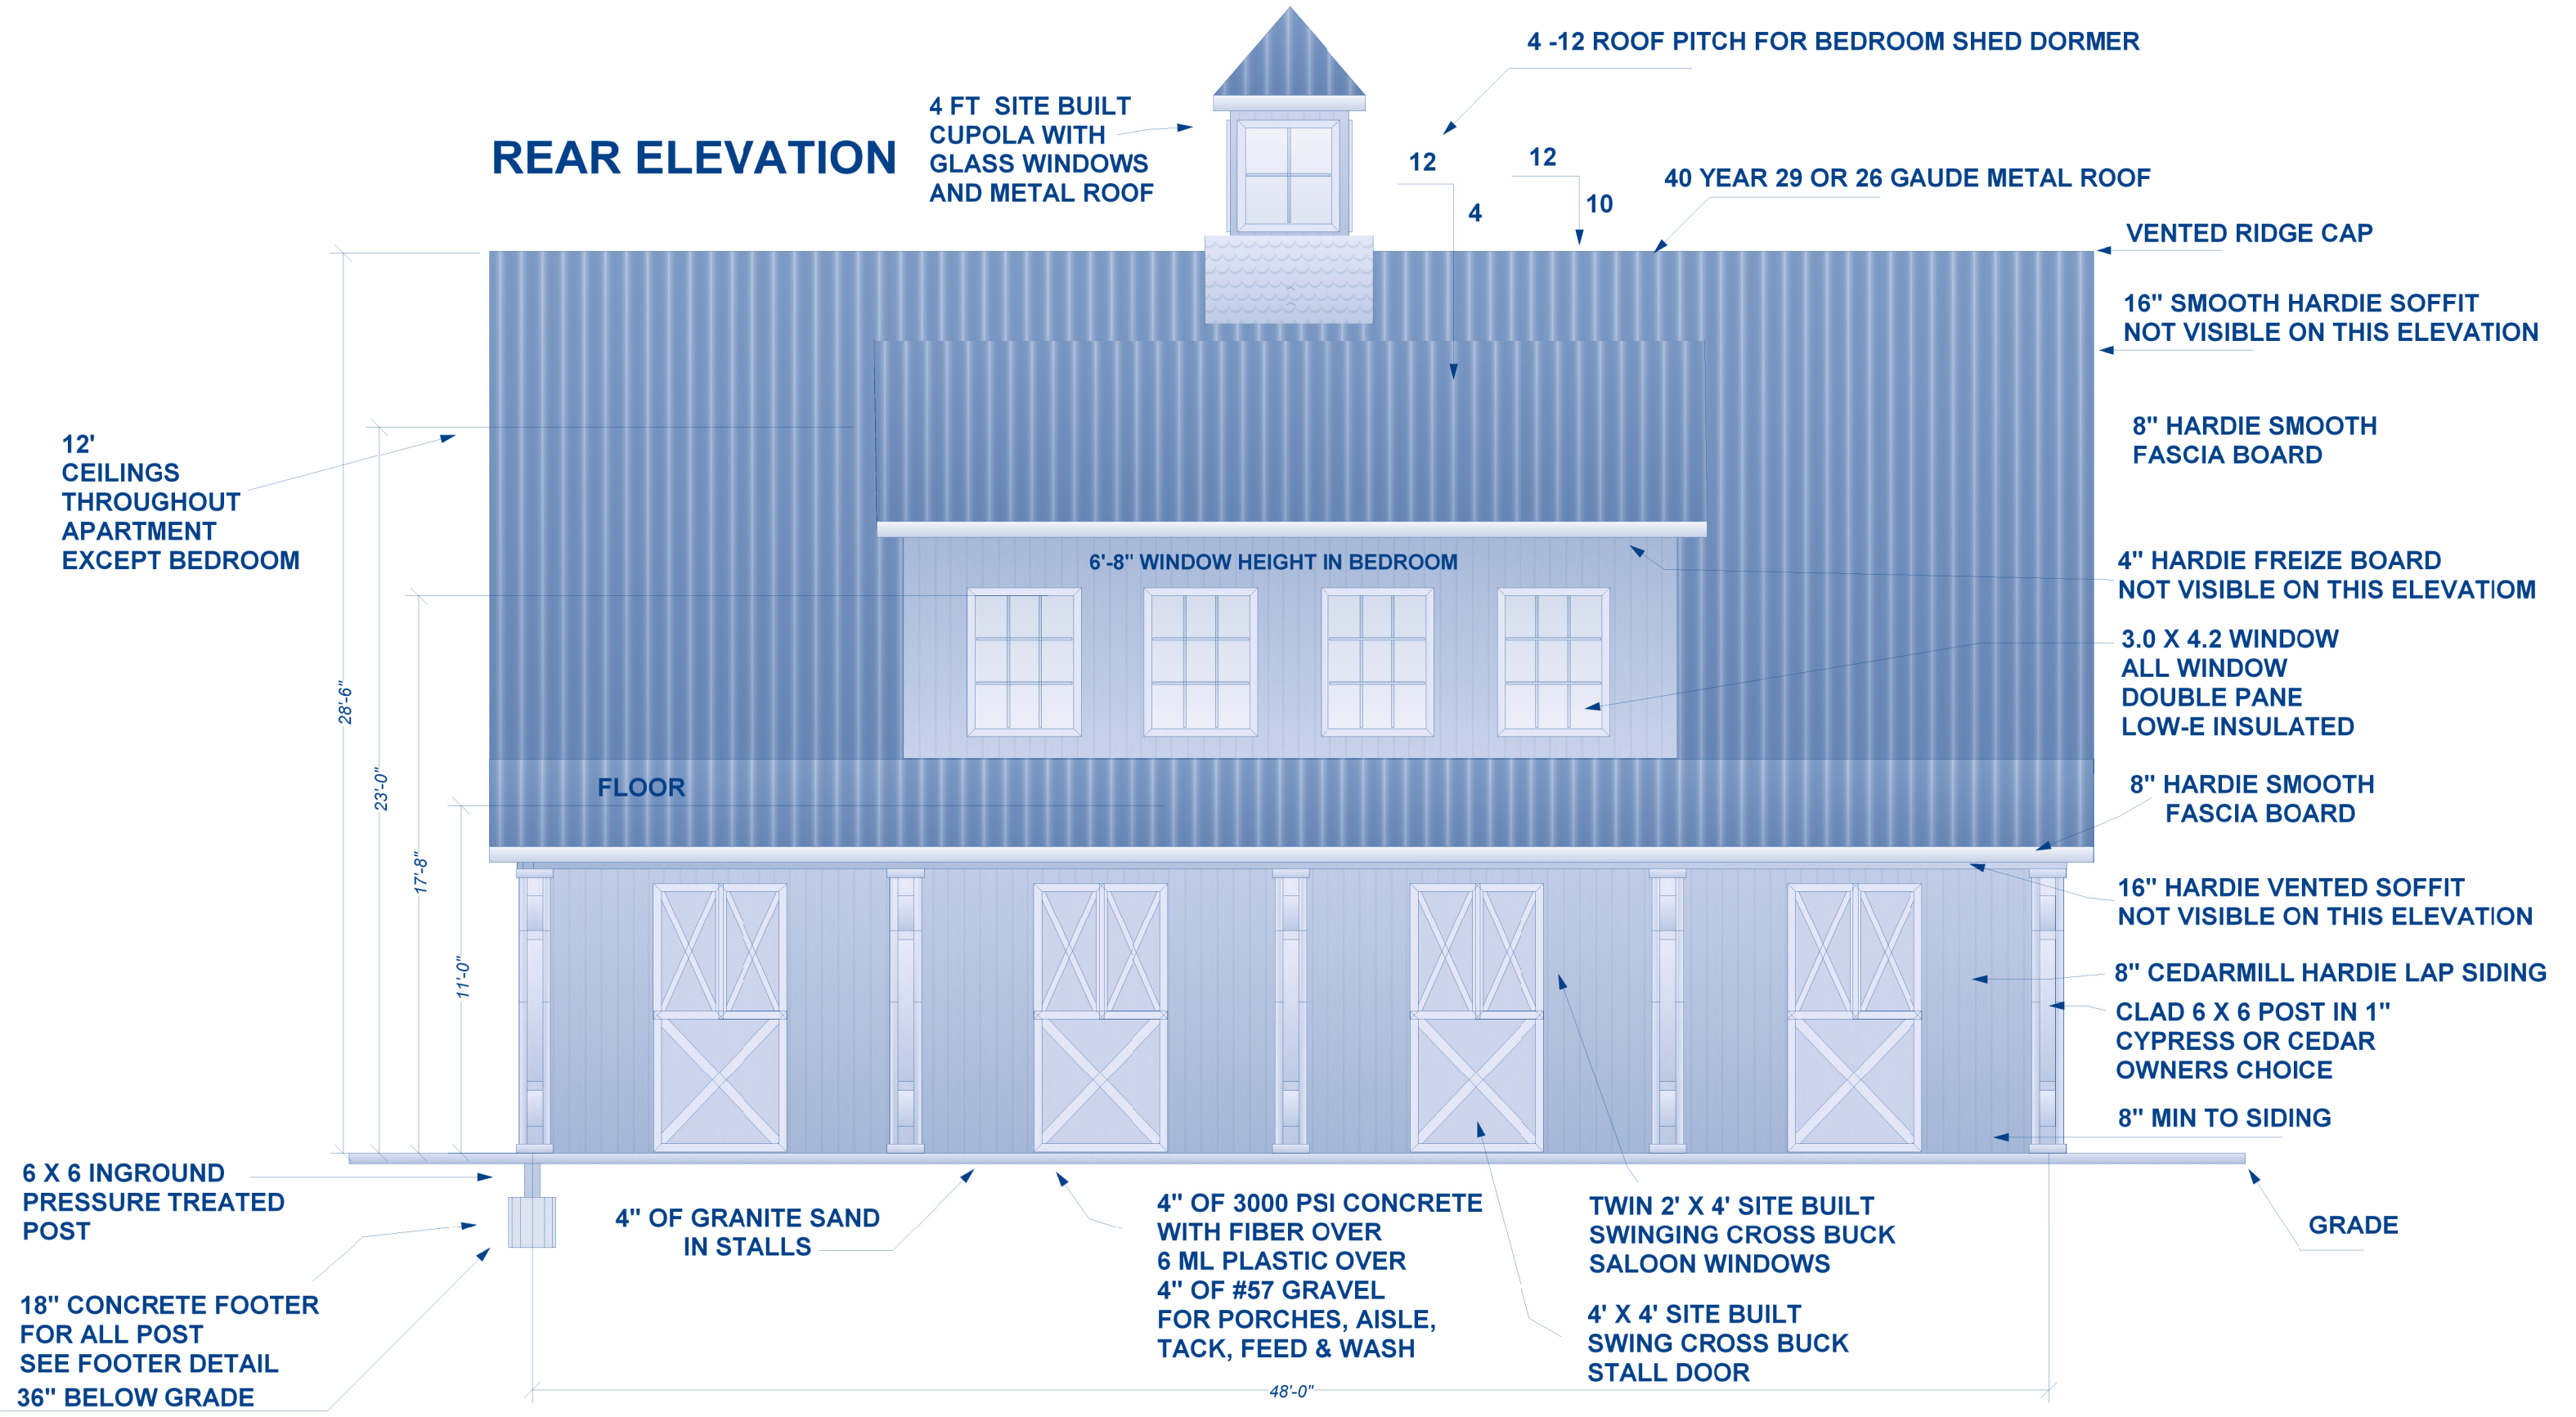 4 -12 ROOF PITCH FOR BEDROOM SHED DORMER
4 FT SITE BUILT
CUPOLA WITH
GLASS WINDOWS
AND METAL ROOF
REAR ELEVATION
12
4
12
10
40 YEAR 29 OR 26 GAUDE METAL ROOF
VENTED RIDGE CAP
16" SMOOTH HARDIE SOFFIT
NOT VISIBLE ON THIS ELEVATION
8" HARDIE SMOOTH
FASCIA BOARD
12'
CEILINGS
THROUGHOUT
APARTMENT
EXCEPT BEDROOM
6'-8" WINDOW HEIGHT IN BEDROOM
4" HARDIE FREIZE BOARD
NOT VISIBLE ON THIS ELEVATIOM
3.0 X 4.2 WINDOW
ALL WINDOW
DOUBLE PANE
LOW-E INSULATED
28'-6"
23'-0"
17'-8"
11'-0"
FLOOR
8" HARDIE SMOOTH
FASCIA BOARD
16" HARDIE VENTED SOFFIT
NOT VISIBLE ON THIS ELEVATION
8" CEDARMILL HARDIE LAP SIDING
CLAD 6 X 6 POST IN 1"
CYPRESS OR CEDAR
OWNERS CHOICE
8" MIN TO SIDING
6 X 6 INGROUND
PRESSURE TREATED
POST
4" OF GRANITE SAND
IN STALLS
4" OF 3000 PSI CONCRETE
WITH FIBER OVER
6 ML PLASTIC OVER
4" OF #57 GRAVEL
FOR PORCHES, AISLE,
TACK, FEED & WASH
TWIN 2' X 4' SITE BUILT
SWINGING CROSS BUCK
SALOON WINDOWS
GRADE
4' X 4' SITE BUILT
SWING CROSS BUCK
STALL DOOR
18" CONCRETE FOOTER
FOR ALL POST
SEE FOOTER DETAIL
36" BELOW GRADE
48'-0"